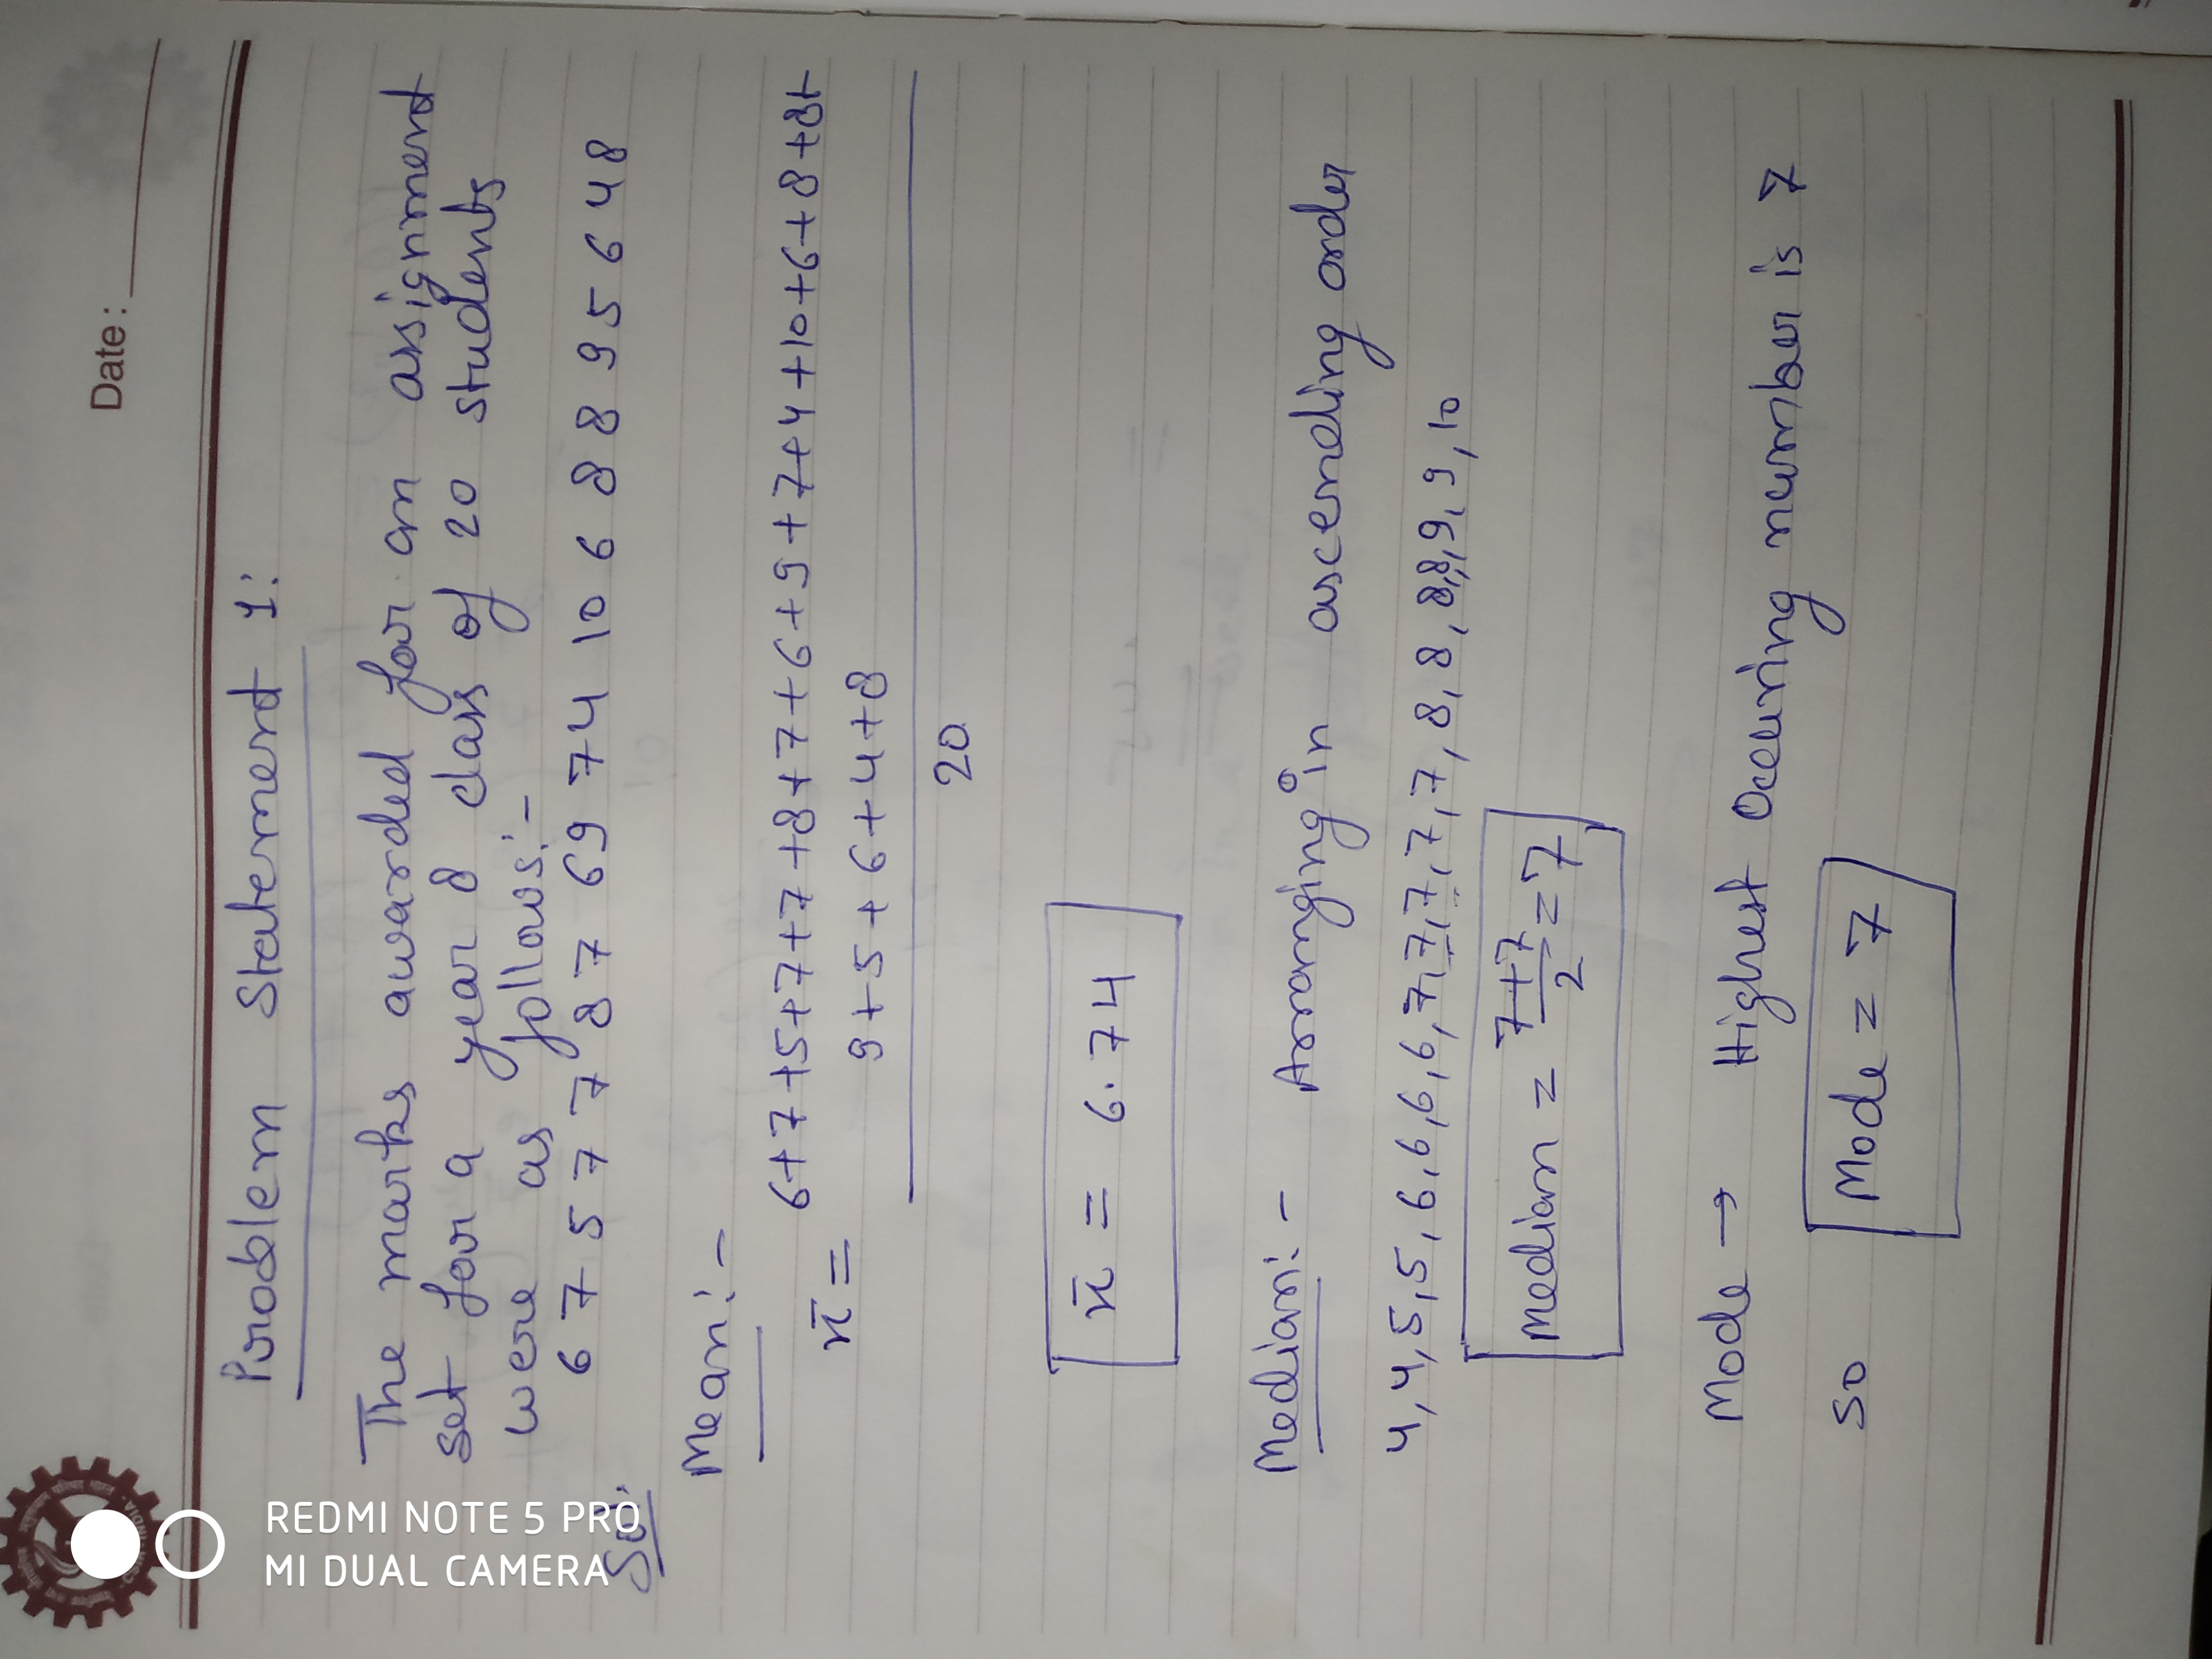 Date:
Problem Statement 1:
The marks awarded for an assignment
set for a year 8 class of 20 students
were as follows:-
6 7 5 7 7 8 7 6 9 7 4 10 6 8 8 9 5 6 4 8
Sol.
Mean:-
x̄ = 6+7+5+7+7+8+7+6+9+7+4+10+6+8+8+
9+5+6+4+8
20
x̄ = 6.74
Median:- Arranging in ascending order
4,4,5,5,6,6,6,6,6,7,7,7,7,7,7,8,8,8,8,9,9,10
Median = 7+7/2 = 7
Mode → Highest Occuring number is 7
so Mode = 7
REDMI NOTE 5 PRO
MI DUAL CAMERA